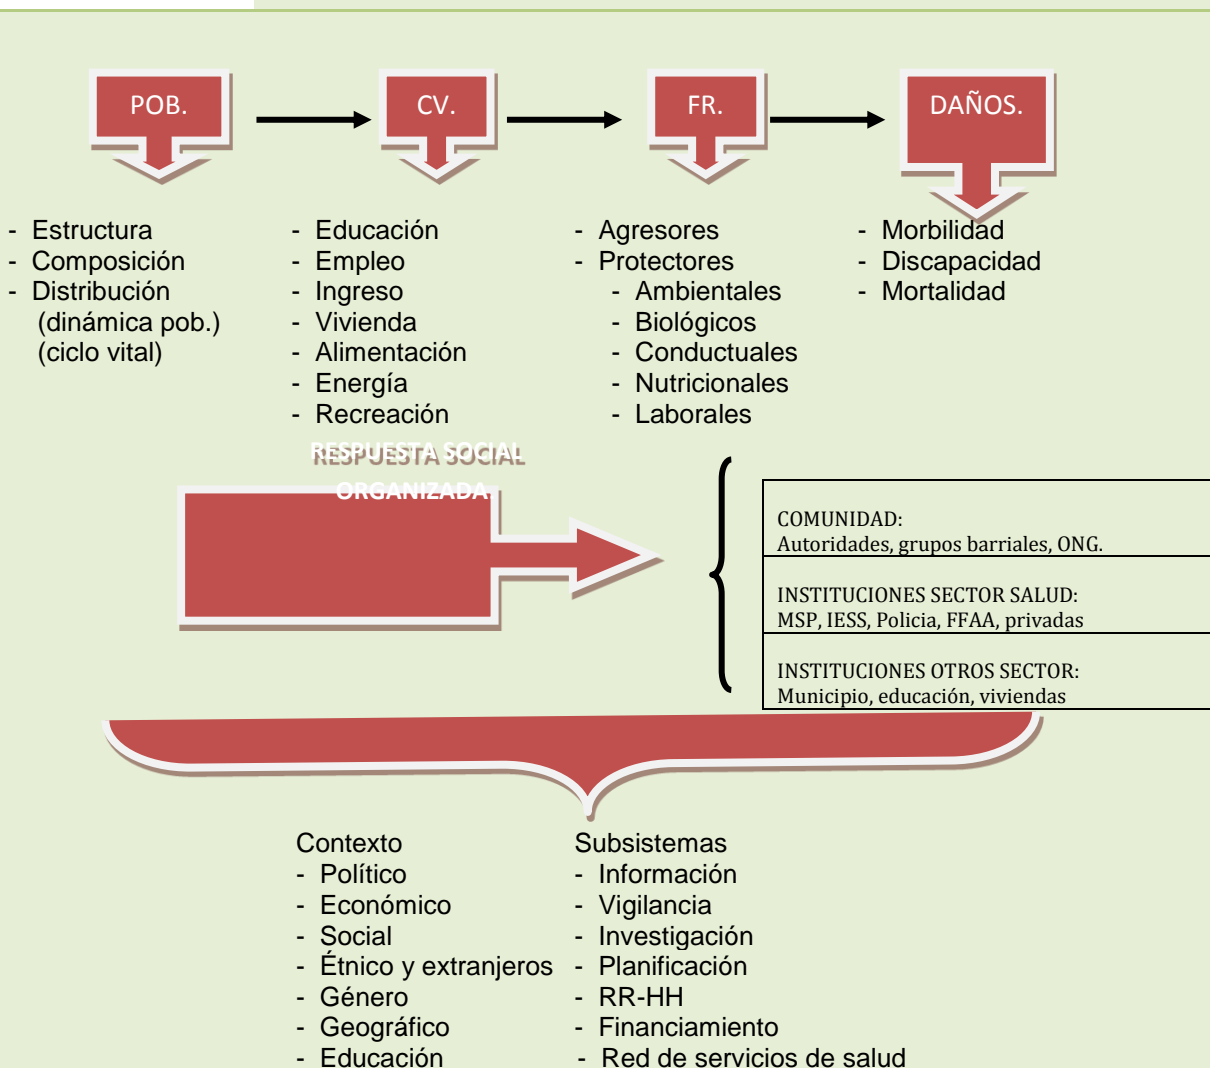 POB.
CV.
FR.
DAÑOS.
- Estructura
- Composición
- Distribución
(dinámica pob.)
(ciclo vital)
- Educación
- Empleo
- Ingreso
- Vivienda
- Alimentación
- Energía
- Recreación
- Agresores
- Protectores
- Ambientales
- Biológicos
- Conductuales
- Nutricionales
- Laborales
- Morbilidad
- Discapacidad
- Mortalidad
RESPUESTA SOCIAL
ORGANIZADA.
COMUNIDAD:
Autoridades, grupos barriales, ONG.
INSTITUCIONES SECTOR SALUD:
MSP, IESS, Policia, FFAA, privadas
INSTITUCIONES OTROS SECTOR:
Municipio, educación, viviendas
Contexto
- Político
- Económico
- Social
- Étnico y extranjeros
- Género
- Geográfico
- Educación
Subsistemas
- Información
- Vigilancia
- Investigación
- Planificación
- RR-HH
- Financiamiento
- Red de servicios de salud